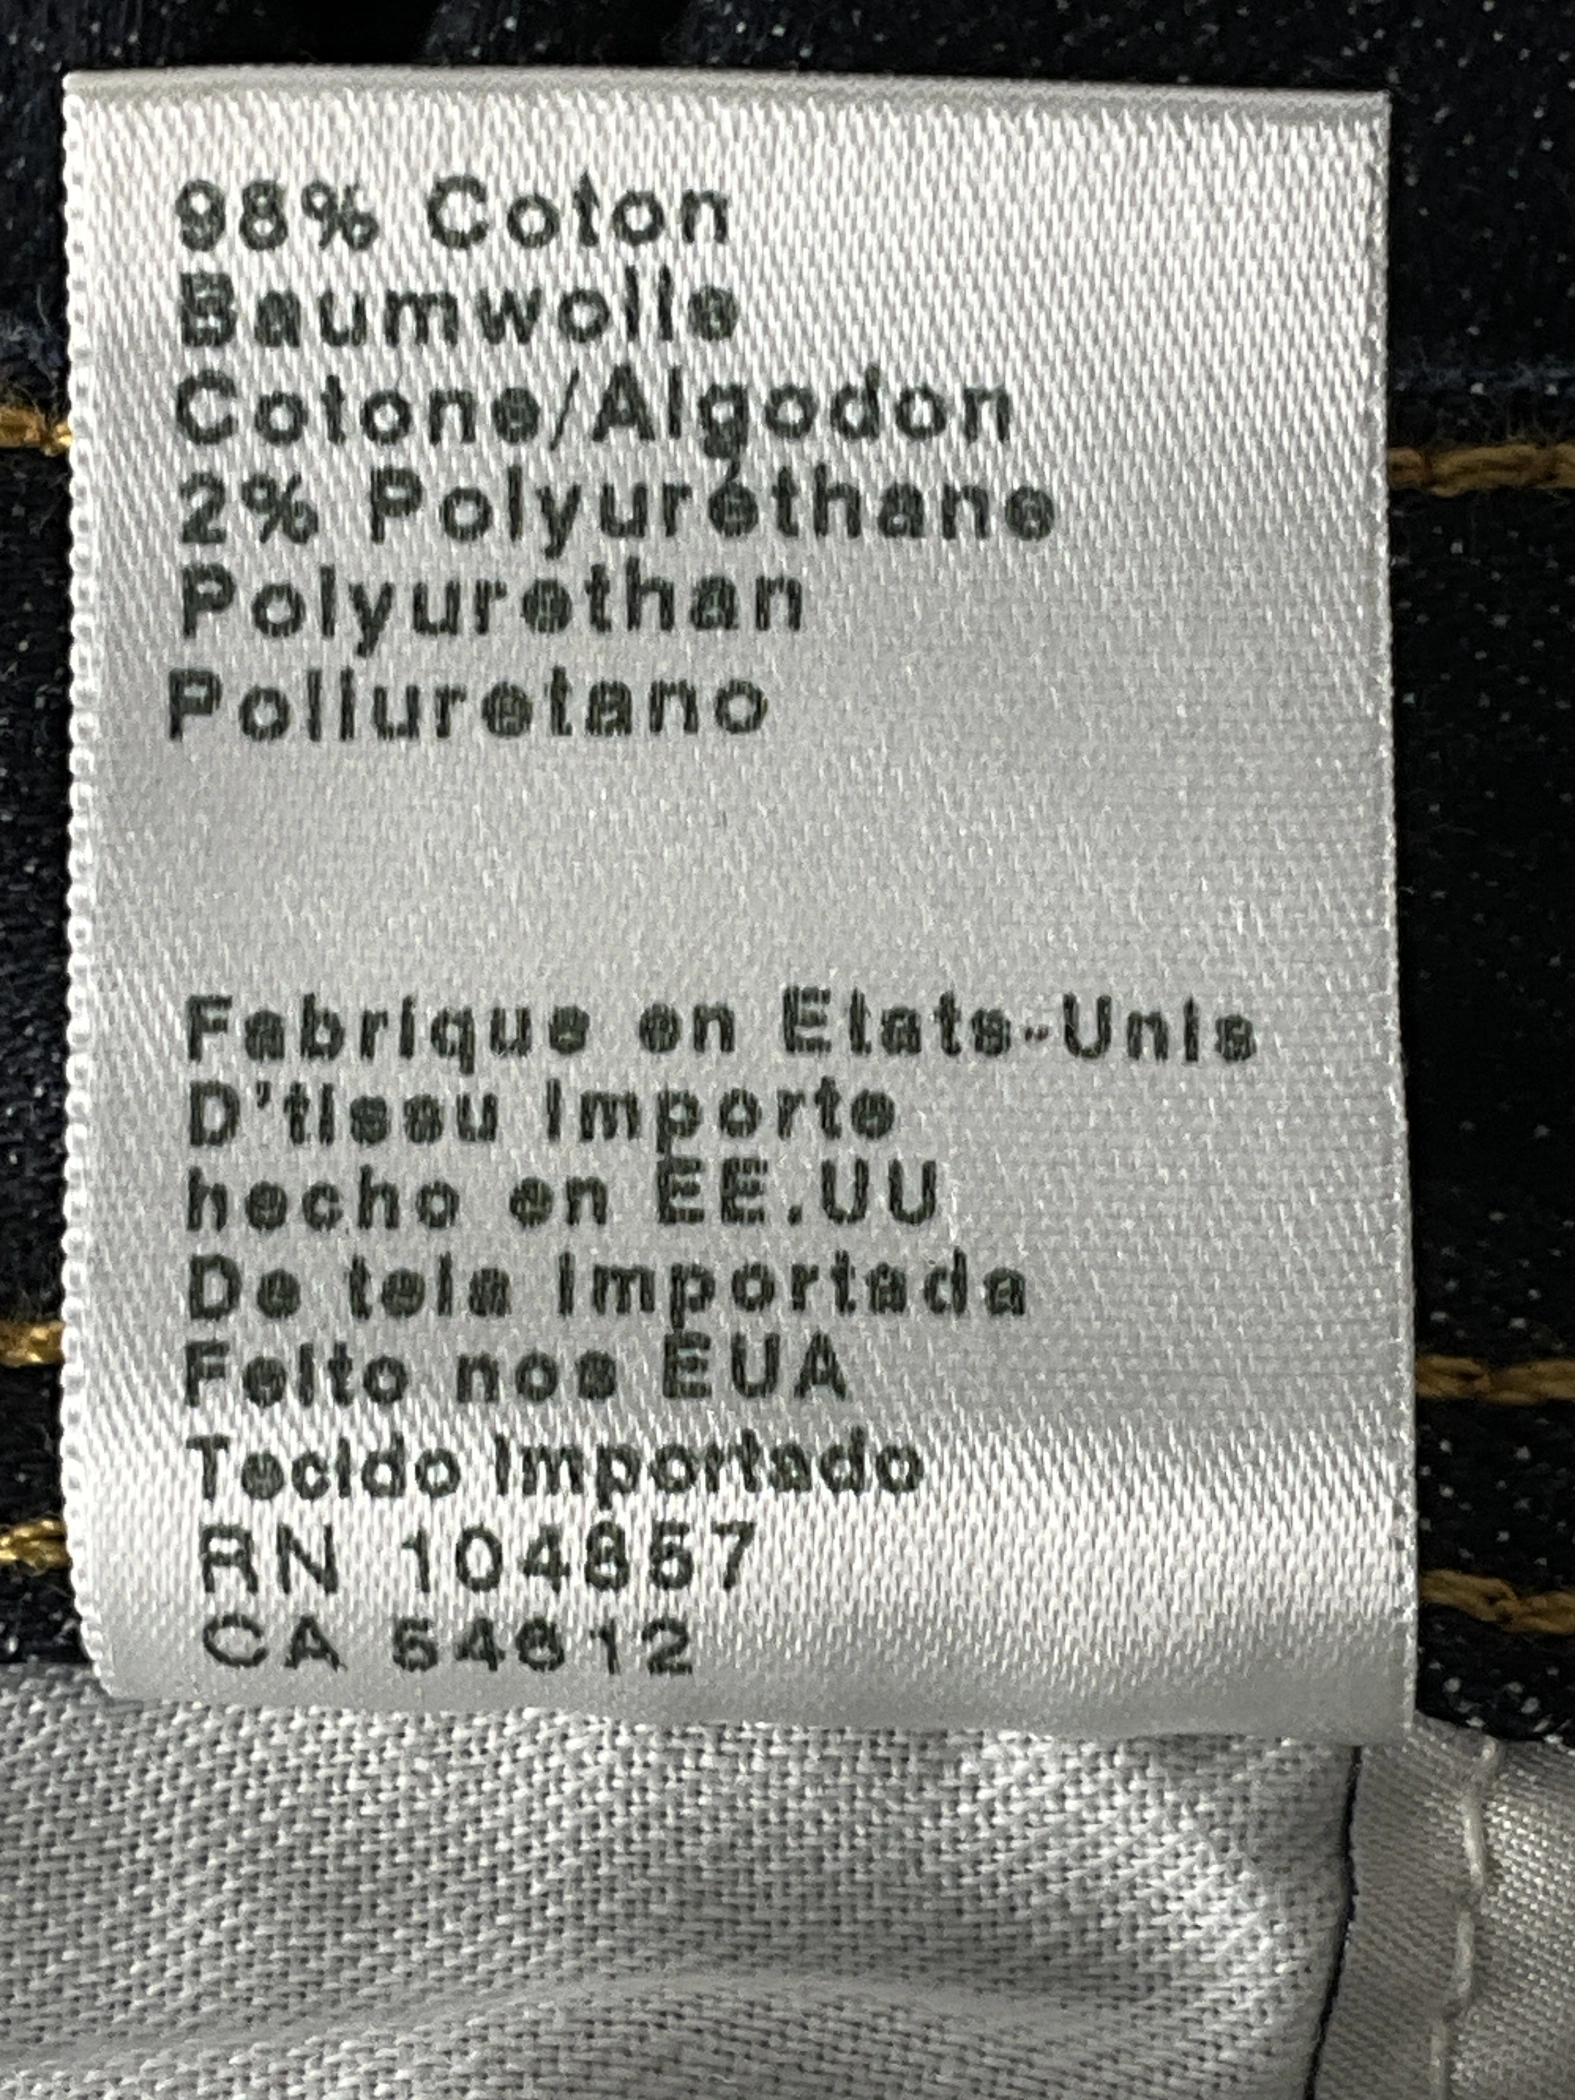 98% Coton
Baumwolle
Cotone/Algodon
2% Polyuréthane
Polyurethan
Poliuretano
Fabrique en Etats-Unis
D'tissu Importe
hecho en EE.UU
De tela Importada
Feito nos EUA
Tecido Importado
RN 104857
CA 54612